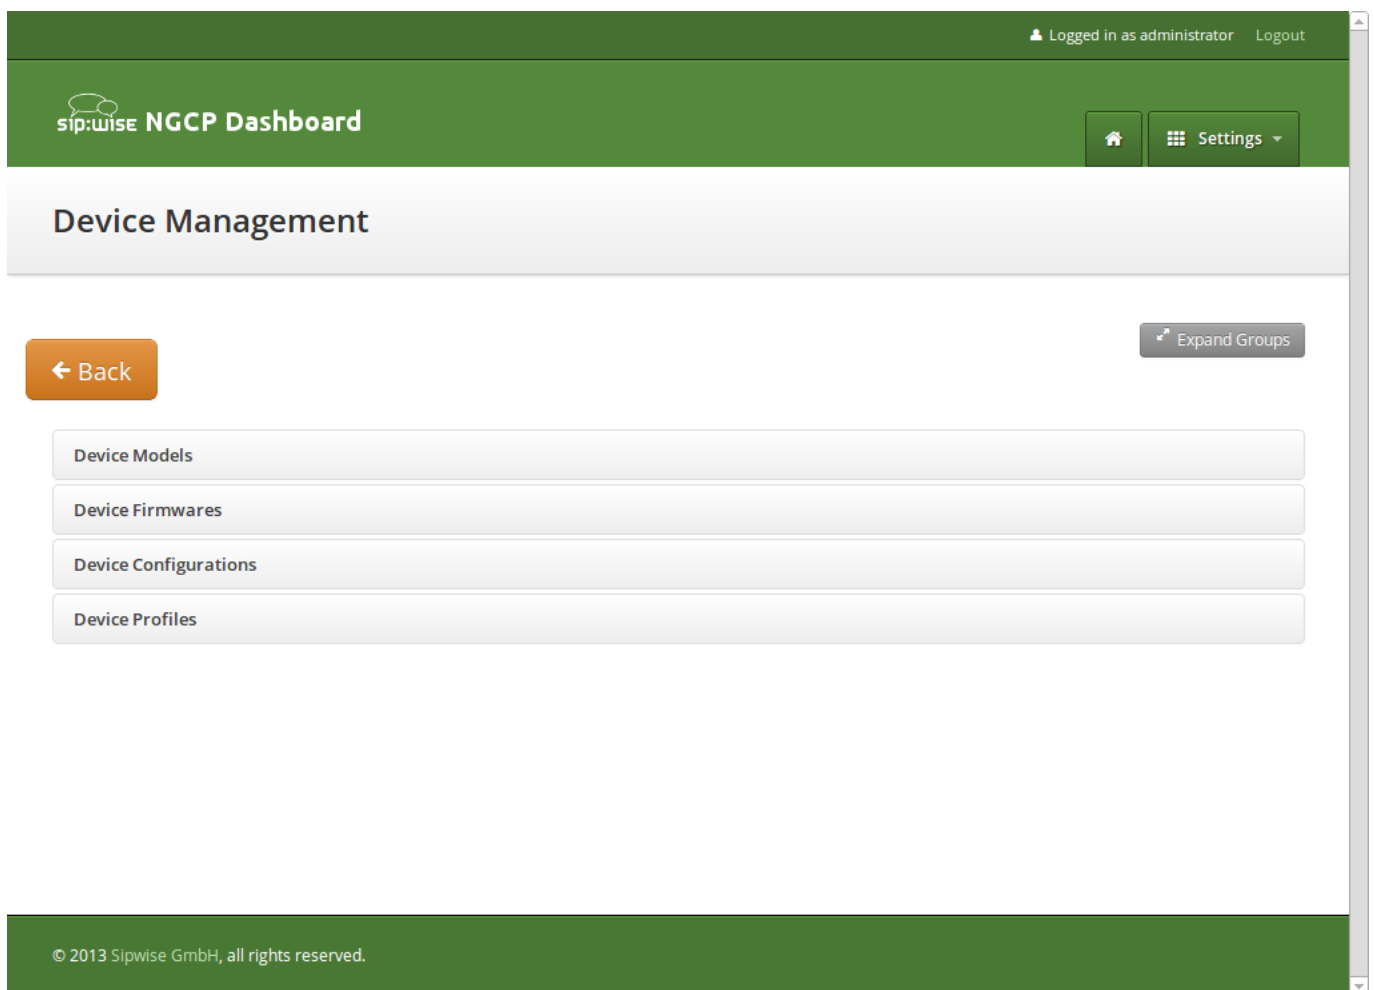 Logged in as administrator Logout
sip:wise NGCP Dashboard
Settings
Device Management
Expand Groups
Back
Device Models
Device Firmwares
Device Configurations
Device Profiles
© 2013 Sipwise GmbH, all rights reserved.